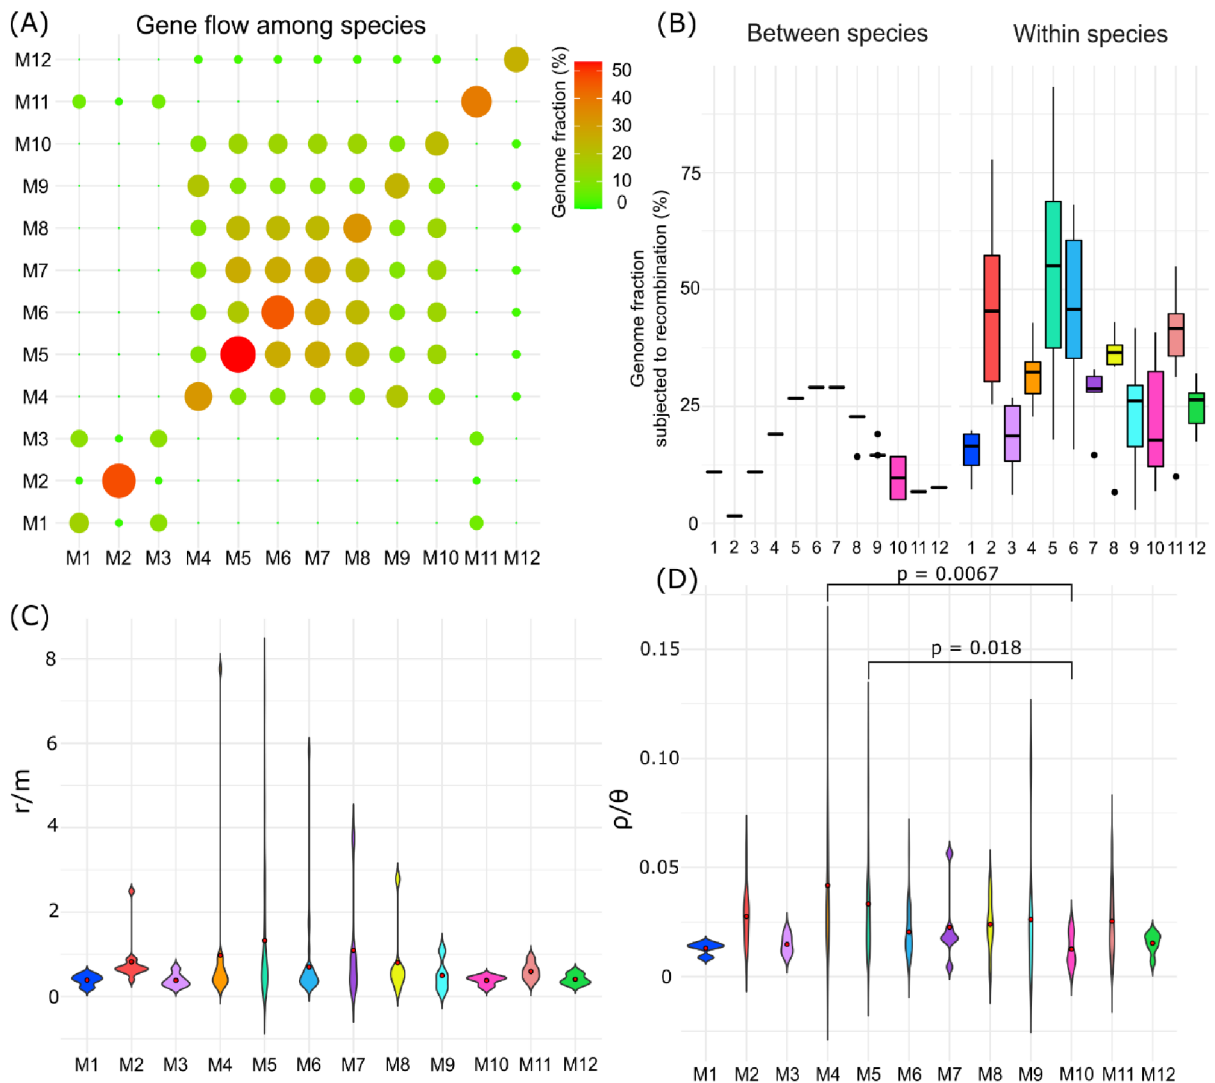 (A)
Gene flow among species
M12
M11
M10
M9
M8
M7
M6
M5
M4
M3
M2
M1
M1 M2 M3 M4 M5 M6 M7 M8 M9 M10 M11 M12
Genome fraction (%)
50
40
30
20
10
0
(B)
Between species
Within species
Genome fraction
subjected to recombination (%)
75
50
25
0
1 2 3 4 5 6 7 8 9 10 11 12
1 2 3 4 5 6 7 8 9 10 11 12
(C)
r/m
8
6
4
2
0
M1 M2 M3 M4 M5 M6 M7 M8 M9 M10 M11 M12
(D)
p = 0.0067
p = 0.018
ρ/θ
0.15
0.10
0.05
0
M1 M2 M3 M4 M5 M6 M7 M8 M9 M10 M11 M12